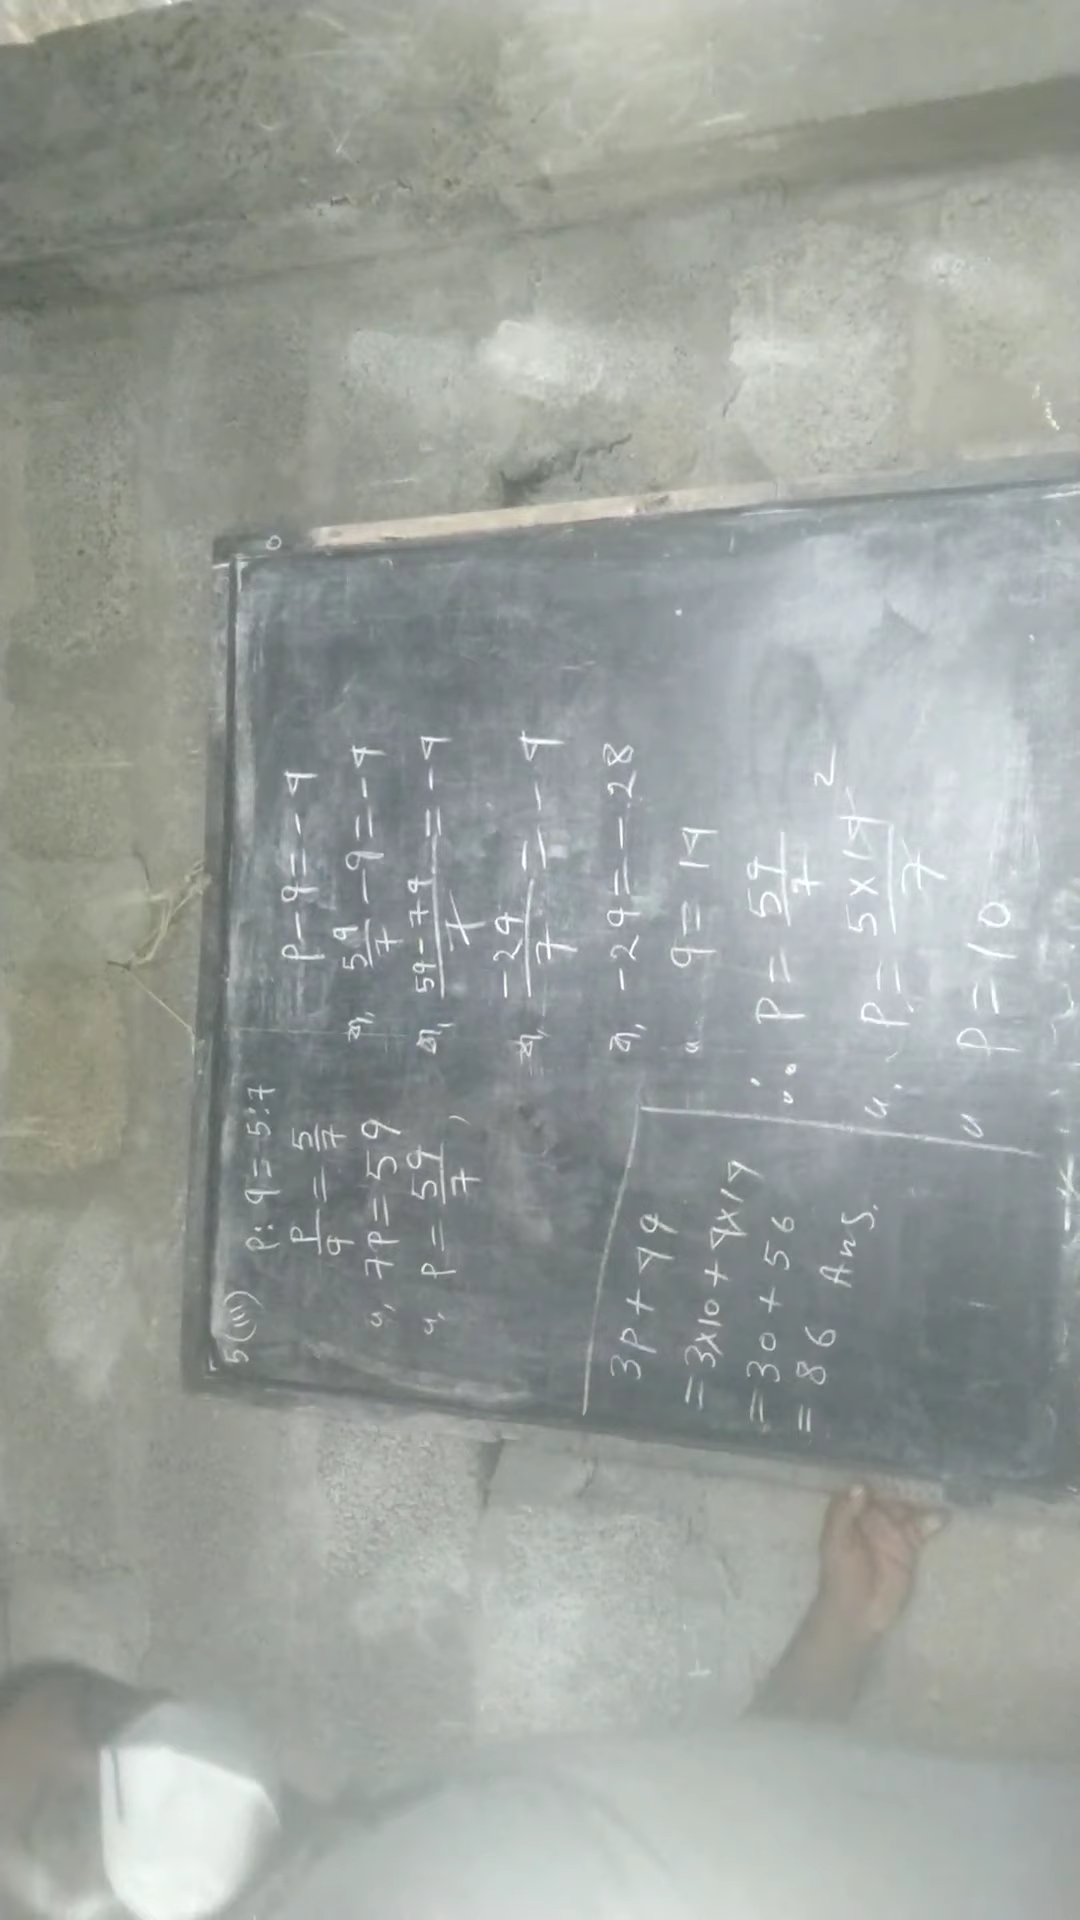 5(iii) p:q = 5:7
p/q = 5/7
বা, 7p = 5q
বা, p = 5q/7,
p-q = -4
বা, 5q/7 - q = -4
বা, 5q-7q/7 = -4
বা, -2q/7 = -4
বা, -2q = -28
" q = 14
∴ p = 5q/7
বা, p = 5×14/7 2
" p = 10
3p + 4q
= 3×10 + 4×14
= 30 + 56
= 86 Ans.